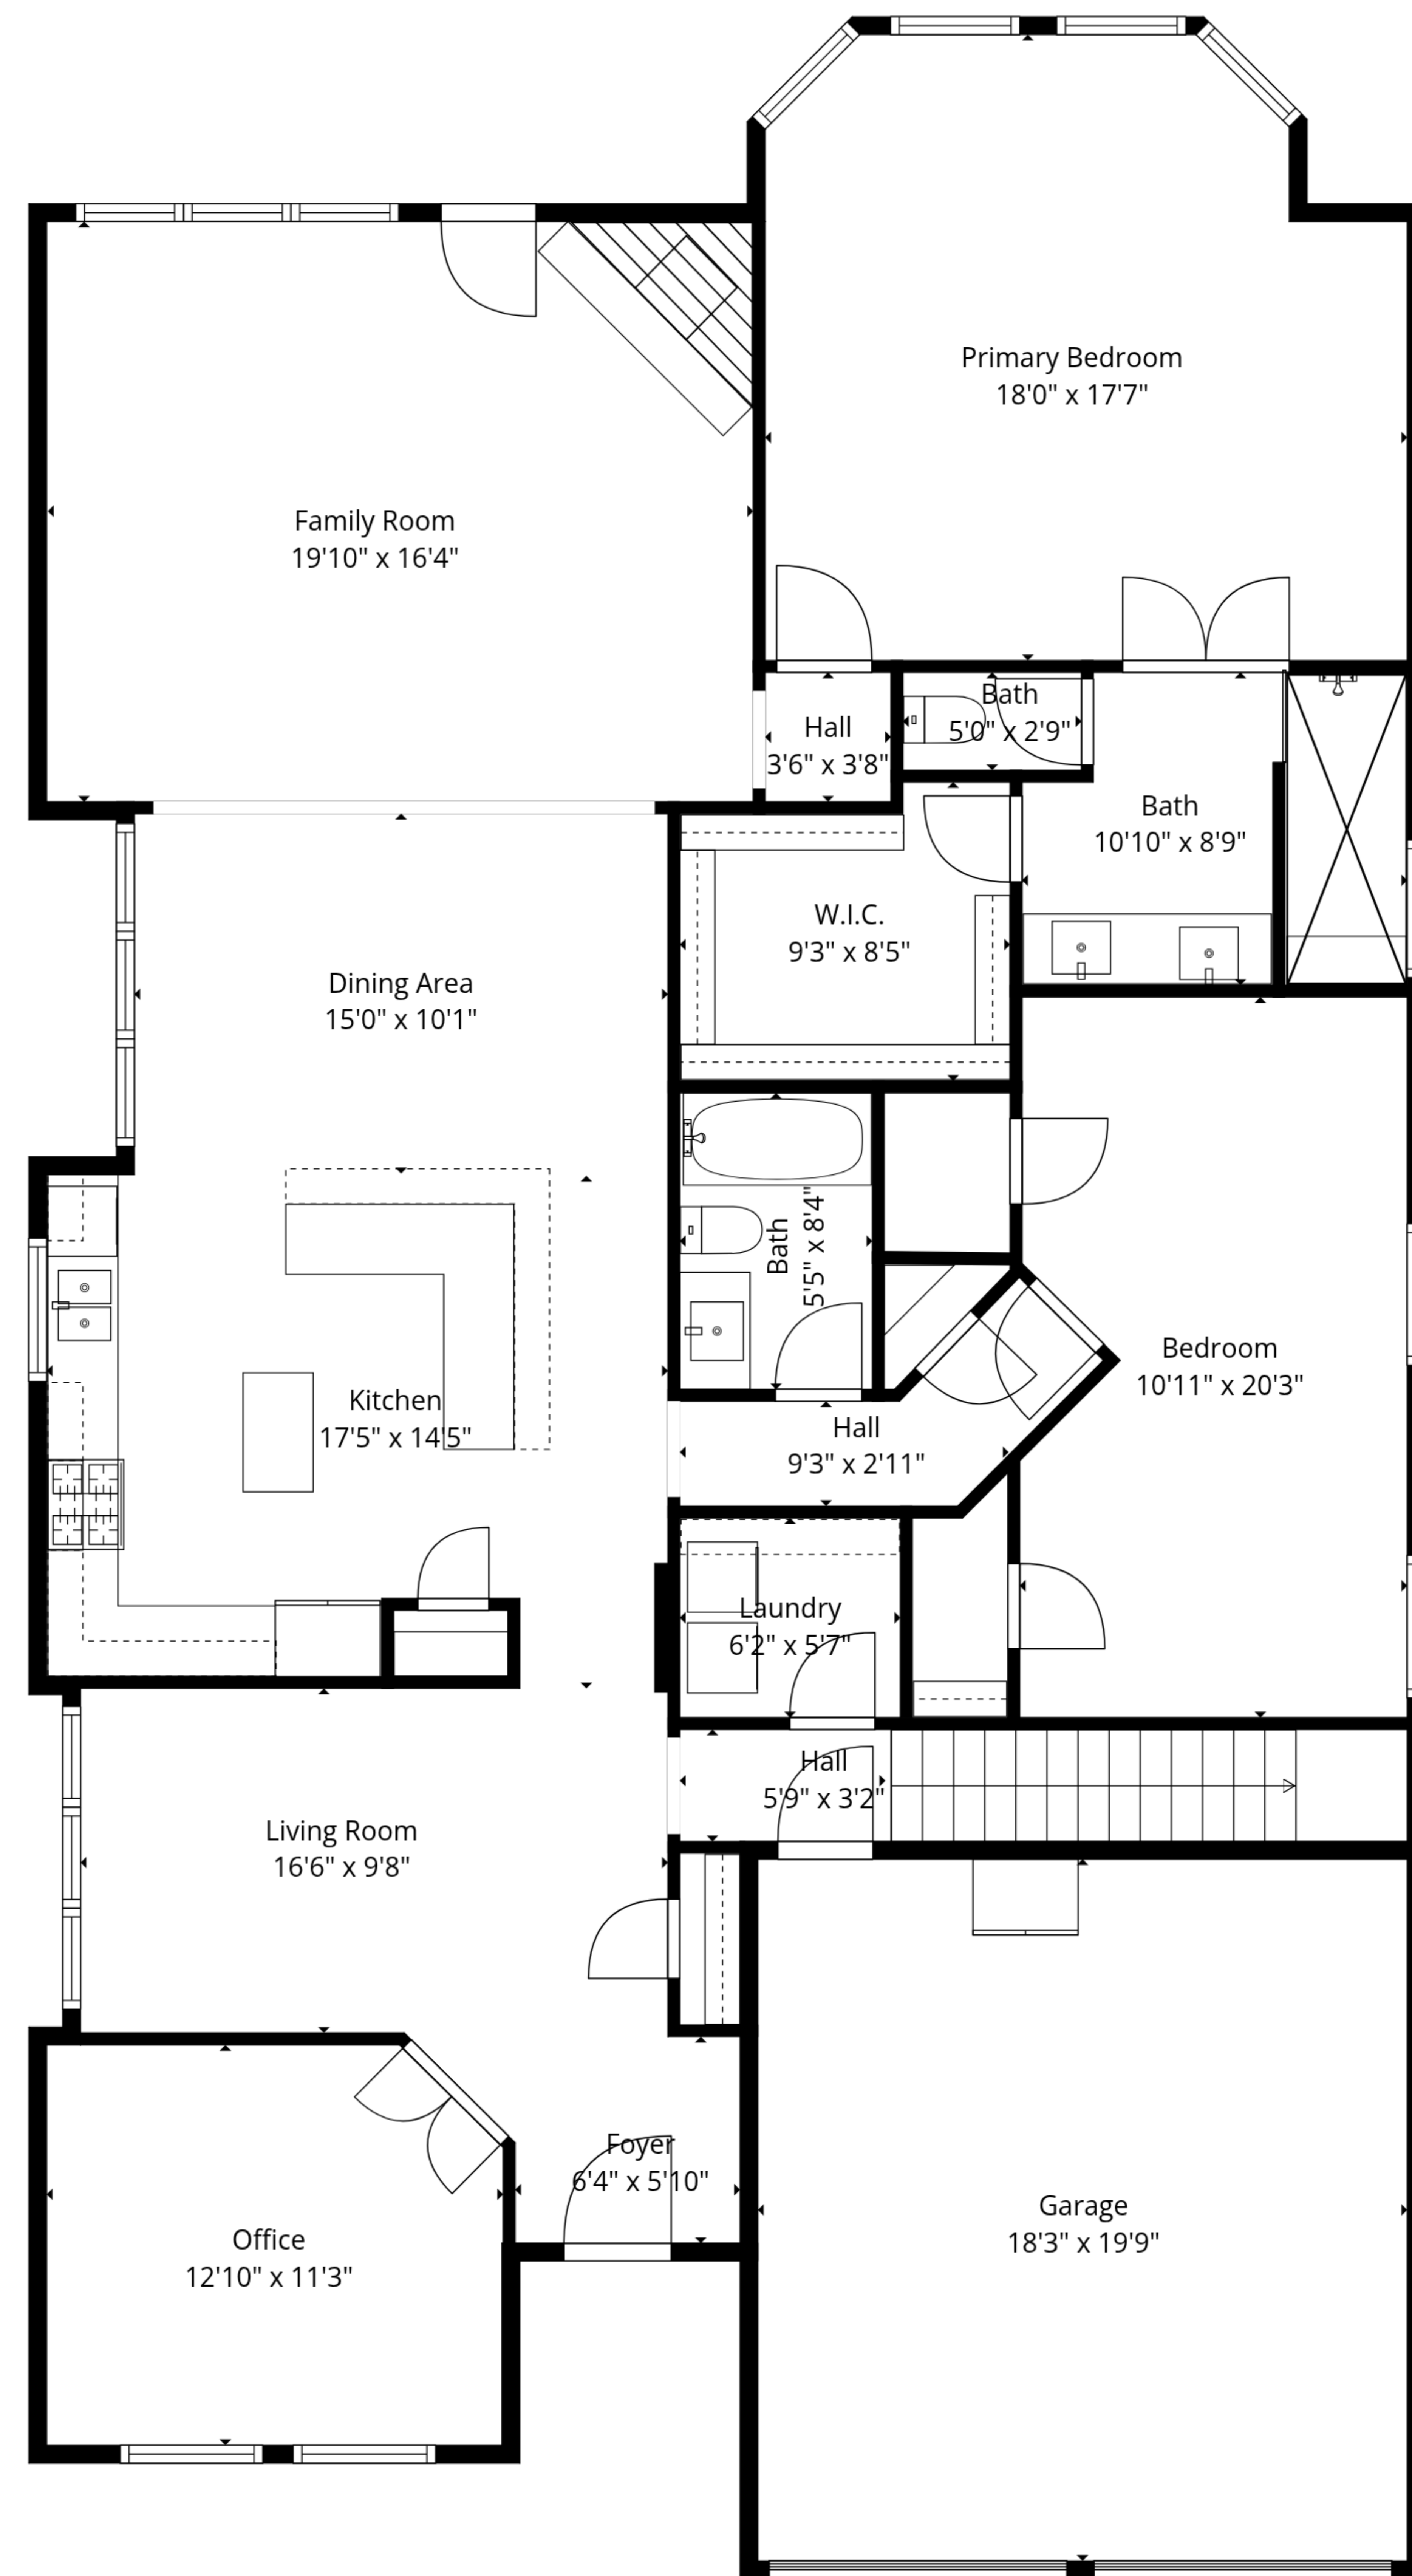 Primary Bedroom
18'0" x 17'7"
Family Room
19'10" x 16'4"
Bath
5'0" x 2'9"
Hall
3'6" x 3'8"
Bath
10'10" x 8'9"
W.I.C.
9'3" x 8'5"
Dining Area
15'0" x 10'1"
Bath
5'5" x 8'4"
Bedroom
10'11" x 20'3"
Kitchen
17'5" x 14'5"
Hall
9'3" x 2'11"
Laundry
6'2" x 5'7"
Hall
5'9" x 3'2"
Living Room
16'6" x 9'8"
Foyer
6'4" x 5'10"
Garage
18'3" x 19'9"
Office
12'10" x 11'3"